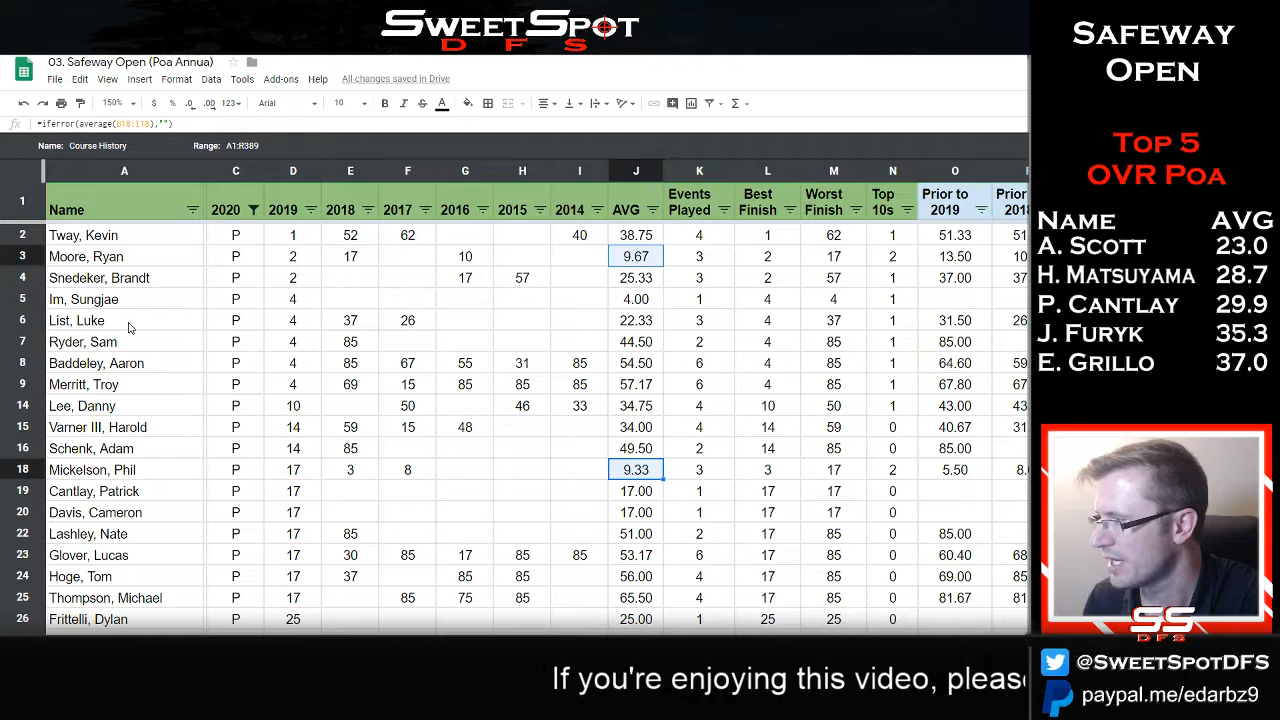 SWEETSPOT
DFS
03. Safeway Open (Poa Annua)
File Edit View Insert Format Data Tools Add-ons Help All changes saved in Drive
150% $ % .0 .00 123 Arial 10 B I S A
fx =iferror(average(B18:I18),"")
Name: Course History Range: A1:R389
A C D E F G H I J K L M N O
1 Name 2020 2019 2018 2017 2016 2015 2014 AVG Events Played Best Finish Worst Finish Top 10s Prior to 2019 Prior 2018
2 Tway, Kevin P 1 52 62 40 38.75 4 1 62 1 51.33 51
3 Moore, Ryan P 2 17 10 9.67 3 2 17 2 13.50 10
4 Snedeker, Brandt P 2 17 57 25.33 3 2 57 1 37.00 37
5 Im, Sungjae P 4 4.00 1 4 4 1
6 List, Luke P 4 37 26 22.33 3 4 37 1 31.50 26
7 Ryder, Sam P 4 85 44.50 2 4 85 1 85.00
8 Baddeley, Aaron P 4 85 67 55 31 85 54.50 6 4 85 1 64.60 59
9 Merritt, Troy P 4 69 15 85 85 85 57.17 6 4 85 1 67.80 67
14 Lee, Danny P 10 50 46 33 34.75 4 10 50 1 43.00 43
15 Varner III, Harold P 14 59 15 48 34.00 4 14 59 0 40.67 31
16 Schenk, Adam P 14 85 49.50 2 14 85 0 85.00
18 Mickelson, Phil P 17 3 8 9.33 3 3 17 2 5.50 8.
19 Cantlay, Patrick P 17 17.00 1 17 17 0
20 Davis, Cameron P 17 17.00 1 17 17 0
22 Lashley, Nate P 17 85 51.00 2 17 85 0 85.00
23 Glover, Lucas P 17 30 85 17 85 85 53.17 6 17 85 0 60.40 68
24 Hoge, Tom P 17 37 85 85 56.00 4 17 85 0 69.00 85
25 Thompson, Michael P 17 85 75 85 65.50 4 17 85 0 81.67 81
26 Frittelli, Dylan P 25 25.00 1 25 25 0
SAFEWAY
OPEN
TOP 5
OVR POA
NAME AVG
A. SCOTT 23.0
H. MATSUYAMA 28.7
P. CANTLAY 29.9
J. FURYK 35.3
E. GRILLO 37.0
SS
DFS
If you're enjoying this video, please
@SWEETSPOTDFS
paypal.me/edarbz9